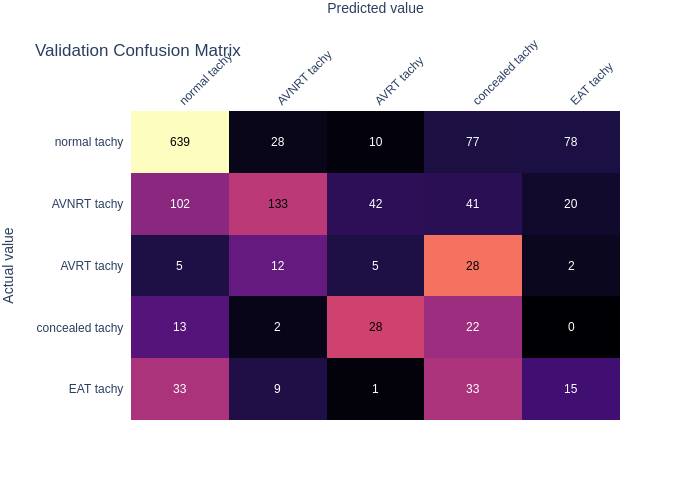 Predicted value
Validation Confusion Matrix
normal tachy
AVNRT tachy
AVRT tachy
concealed tachy
EAT tachy
Actual value
normal tachy 639 28 10 77 78
AVNRT tachy 102 133 42 41 20
AVRT tachy 5 12 5 28 2
concealed tachy 13 2 28 22 0
EAT tachy 33 9 1 33 15